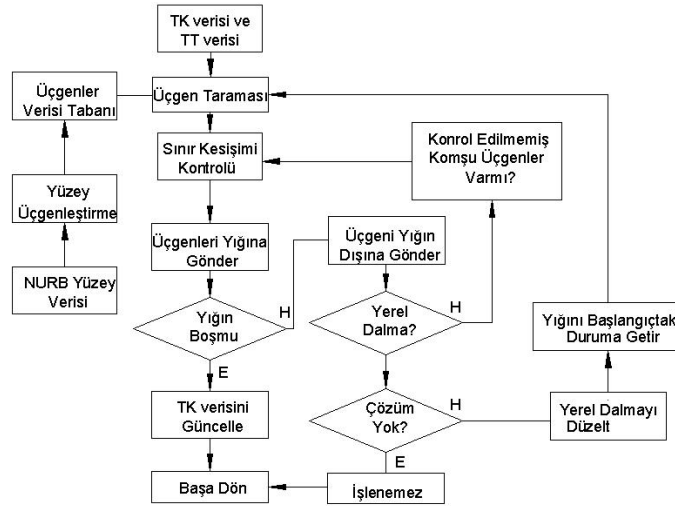 TK verisi ve
TT verisi
Üçgenler
Verisi Tabanı
Üçgen Taraması
Sınır Kesişimi
Kontrolü
Konrol Edilmemiş
Komşu Üçgenler
Varmı?
Yüzey
Üçgenleştirme
Üçgenleri Yığına
Gönder
Üçgeni Yığın
Dışına Gönder
NURB Yüzey
Verisi
Yığın
Boşmu
H
Yerel
Dalma?
H
Yığını Başlangıçtak
Duruma Getir
E
TK verisini
Güncelle
Çözüm
Yok?
H
Yerel Dalmayı
Düzelt
E
Başa Dön
İşlenemez